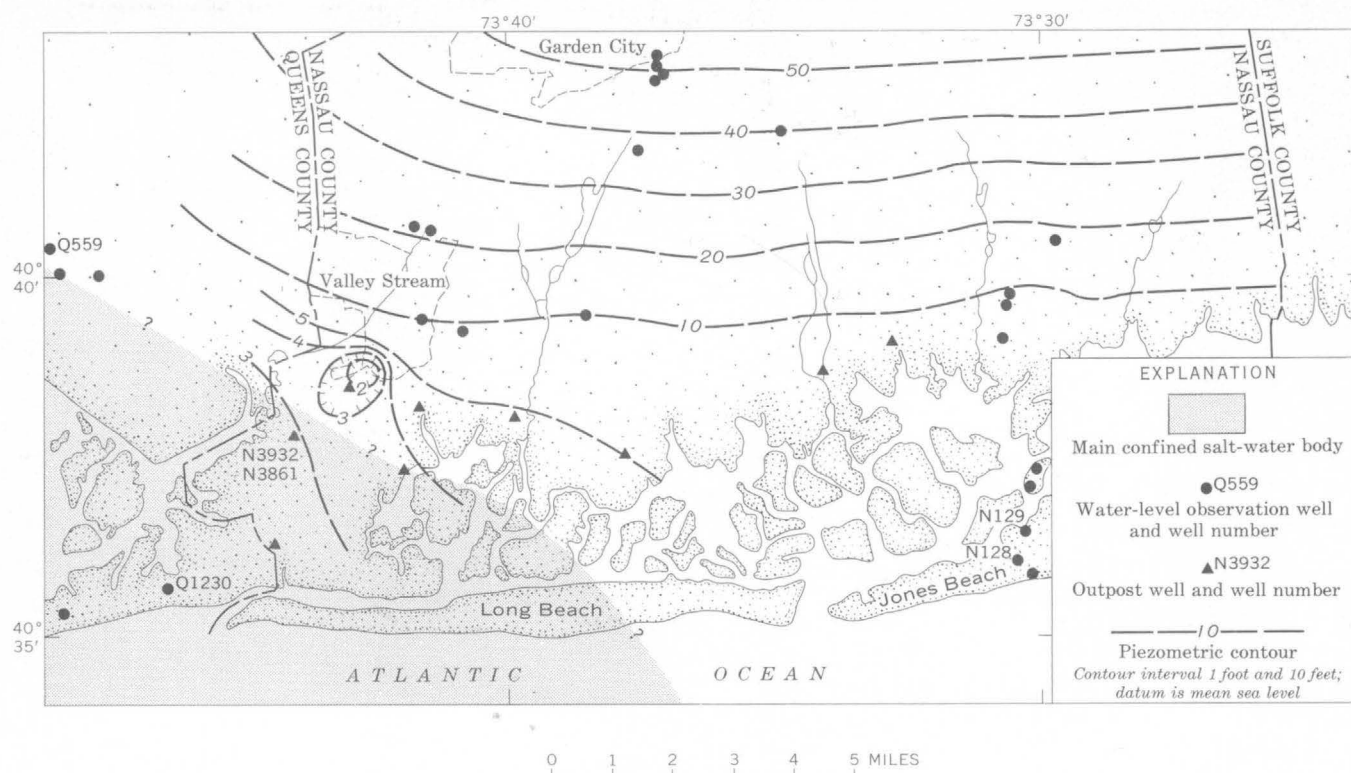 73°40′
73°30′
Garden City
50
NASSAU COUNTY
QUEENS COUNTY
SUFFOLK COUNTY
NASSAU COUNTY
40
30
Q559
20
40°
40′
Valley Stream
?
5
10
4
3
2
3
EXPLANATION
Main confined salt-water body
?
N3932
N3861
Q559
Water-level observation well
and well number
N129
N3932
N128
Outpost well and well number
Q1230
Jones Beach
Long Beach
10
Piezometric contour
Contour interval 1 foot and 10 feet;
datum is mean sea level
40°
35′
?
ATLANTIC OCEAN
0 1 2 3 4 5 MILES